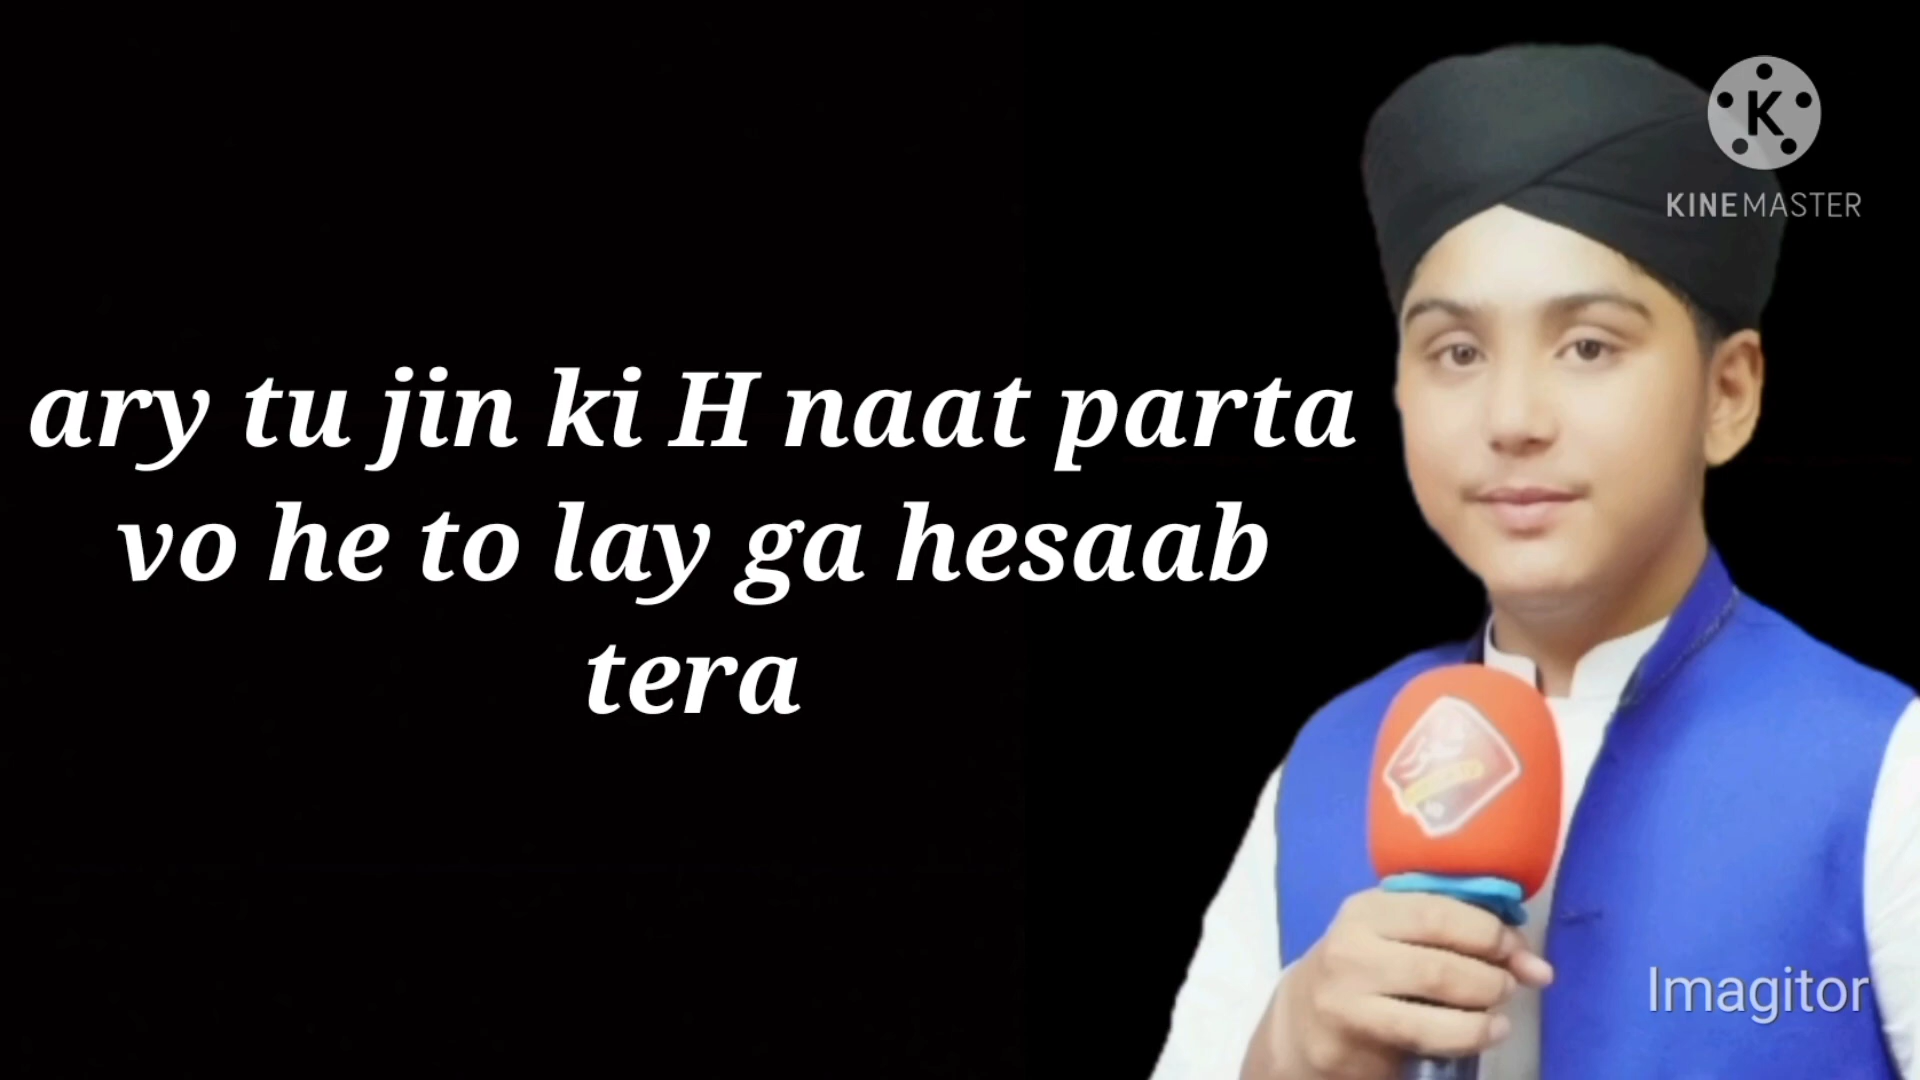 KINEMASTER
ary tu jin ki H naat parta
vo he to lay ga hesaab
tera
Imagitor